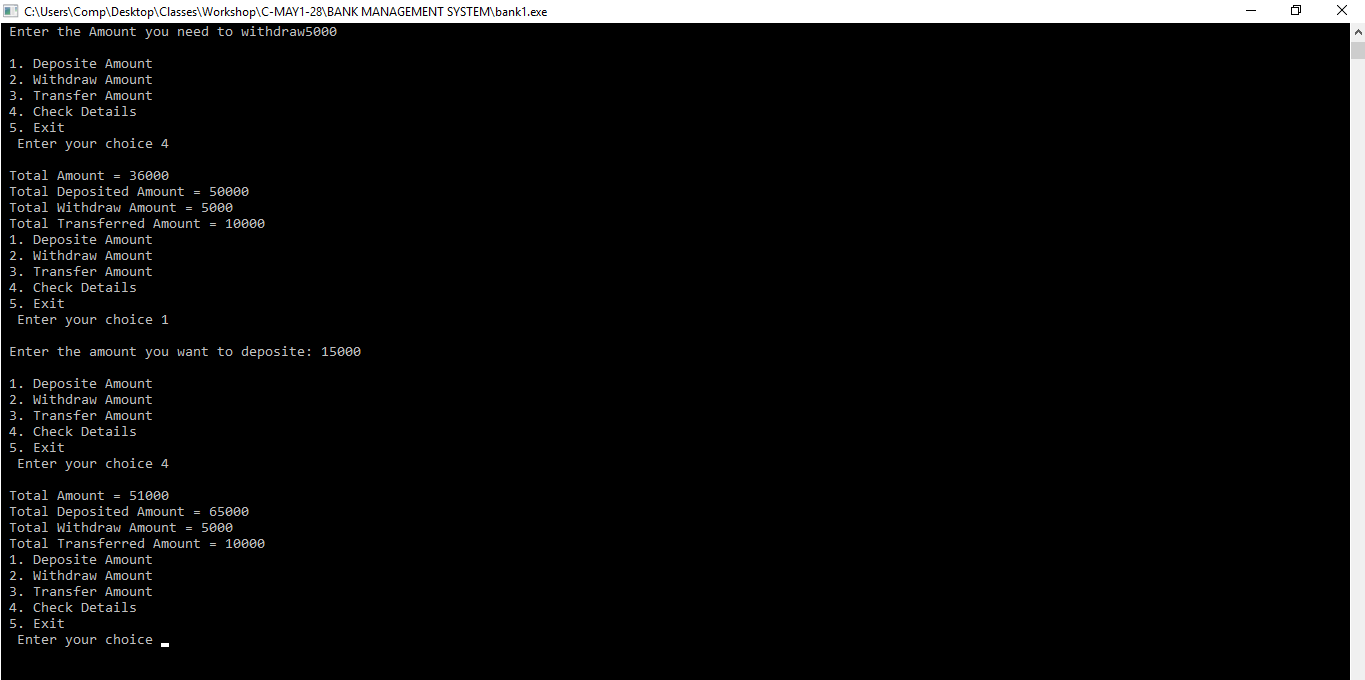 C:\Users\Comp\Desktop\Classes\Workshop\C-MAY1-28\BANK MANAGEMENT SYSTEM\bank1.exe
Enter the Amount you need to withdraw5000
1. Deposite Amount
2. Withdraw Amount
3. Transfer Amount
4. Check Details
5. Exit
Enter your choice 4
Total Amount = 36000
Total Deposited Amount = 50000
Total Withdraw Amount = 5000
Total Transferred Amount = 10000
1. Deposite Amount
2. Withdraw Amount
3. Transfer Amount
4. Check Details
5. Exit
Enter your choice 1
Enter the amount you want to deposite: 15000
1. Deposite Amount
2. Withdraw Amount
3. Transfer Amount
4. Check Details
5. Exit
Enter your choice 4
Total Amount = 51000
Total Deposited Amount = 65000
Total Withdraw Amount = 5000
Total Transferred Amount = 10000
1. Deposite Amount
2. Withdraw Amount
3. Transfer Amount
4. Check Details
5. Exit
Enter your choice